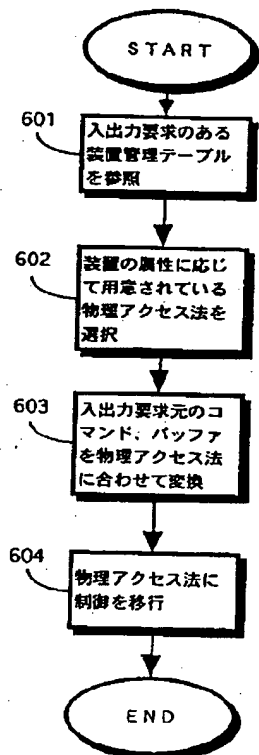 START
601
入出力要求のある
装置管理テーブル
を参照
602
装置の属性に応じ
て用意されている
物理アクセス法を
選択
603
入出力要求元のコ
マンド、バッファ
を物理アクセス法
に合わせて変換
604
物理アクセス法に
制御を移行
END